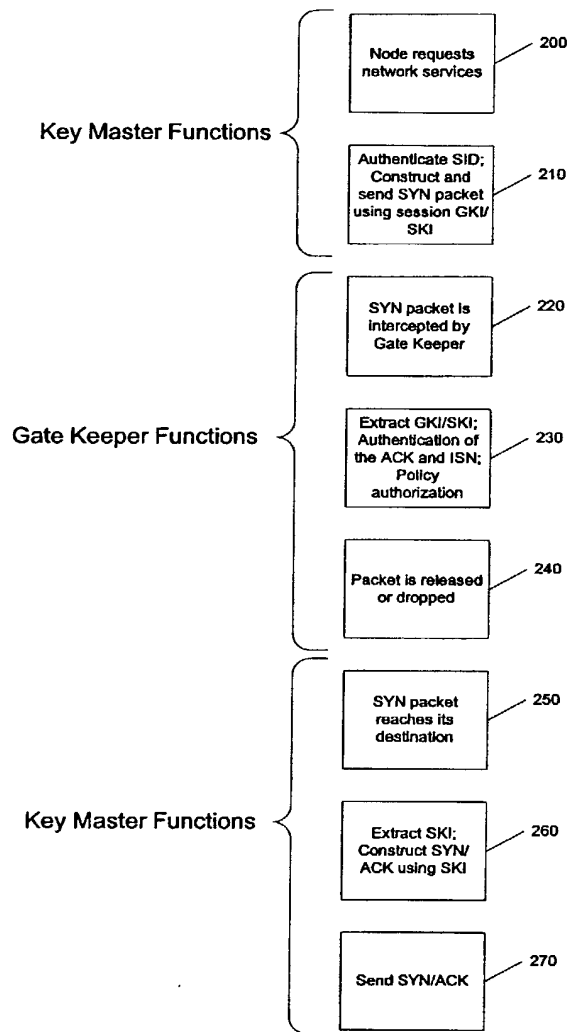 Node requests
network services
200
Key Master Functions
Authenticate SID;
Construct and
send SYN packet
using session GKI/
SKI
210
SYN packet is
intercepted by
Gate Keeper
220
Gate Keeper Functions
Extract GKI/SKI;
Authentication of
the ACK and ISN;
Policy
authorization
230
Packet is released
or dropped
240
SYN packet
reaches its
destination
250
Key Master Functions
Extract SKI;
Construct SYN/
ACK using SKI
260
Send SYN/ACK
270